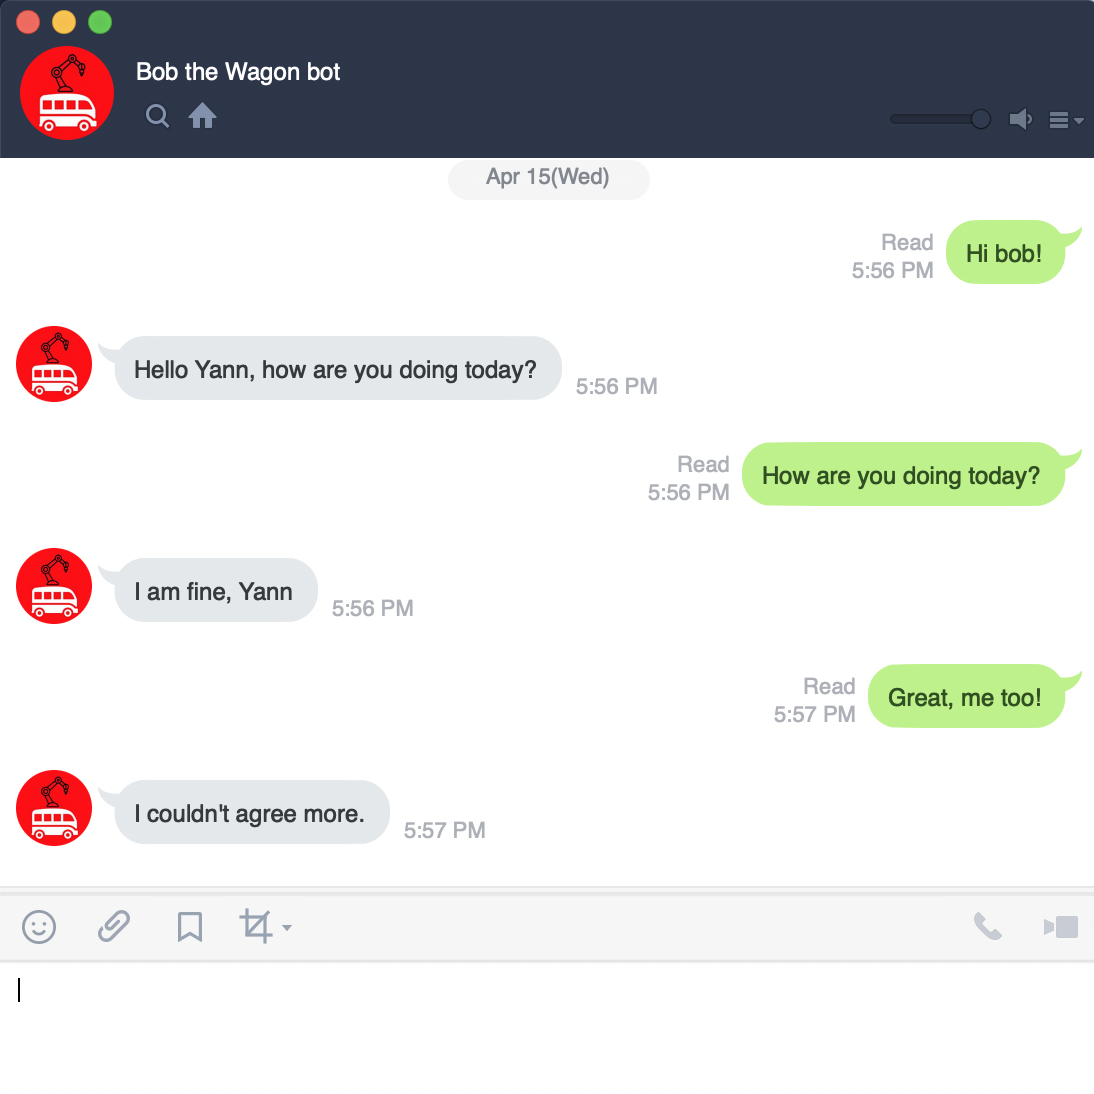 Bob the Wagon bot
Apr 15(Wed)
Read
5:56 PM
Hi bob!
Hello Yann, how are you doing today?
5:56 PM
Read
5:56 PM
How are you doing today?
I am fine, Yann
5:56 PM
Read
5:57 PM
Great, me too!
I couldn't agree more.
5:57 PM